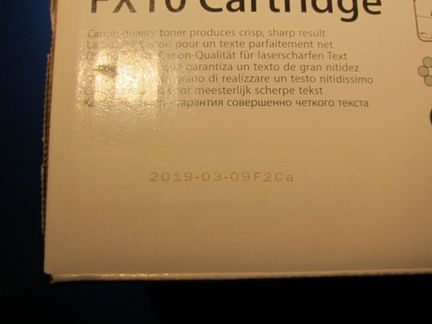 FX10 Cartridge
Canon quality toner produces crisp, sharp result
Canon pour un texte parfaitement net
Canon-Qualität für laserscharfen Text
garantiza un texto de gran nitidez
grado di realizzare un testo nitidissimo
voor meesterlijk scherpe tekst
- гарантия совершенно четкого текста
2019-03-09F2Ca